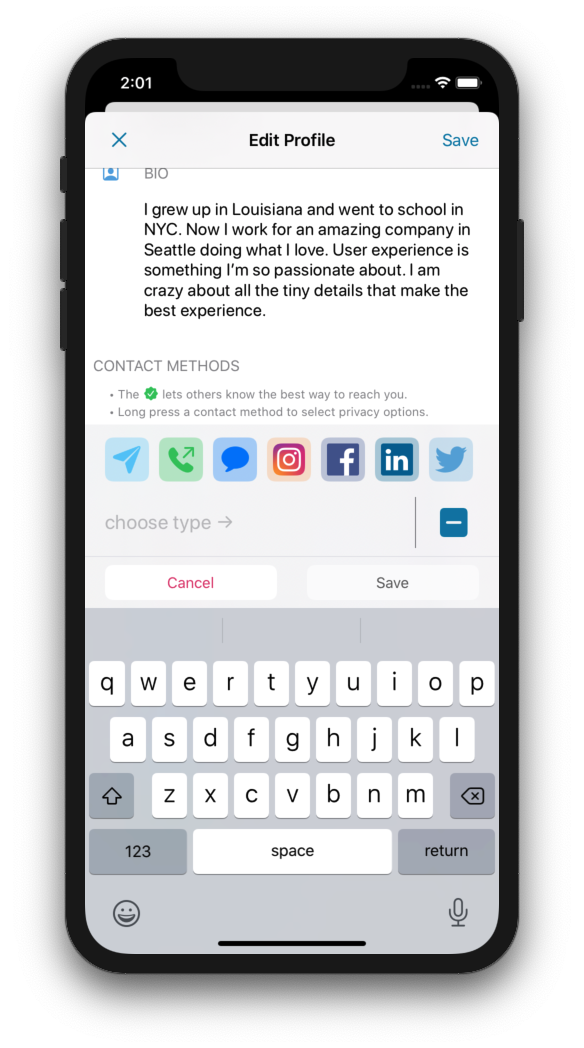 2:01
Edit Profile
Save
BIO
I grew up in Louisiana and went to school in
NYC. Now I work for an amazing company in
Seattle doing what I love. User experience is
something I'm so passionate about. I am
crazy about all the tiny details that make the
best experience.
CONTACT METHODS
• The lets others know the best way to reach you.
• Long press a contact method to select privacy options.
f in
choose type →
Cancel Save
q w e r t y u i o p
a s d f g h j k l
z x c v b n m
123 space return